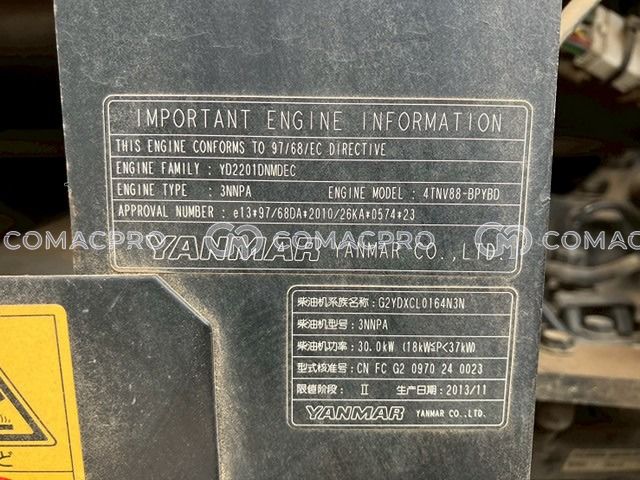 IMPORTANT ENGINE INFORMATION
THIS ENGINE CONFORMS TO 97/68/EC DIRECTIVE
ENGINE FAMILY : YD2201DNMDEC
ENGINE TYPE : 3NNPA ENGINE MODEL : 4TNV88-BPYBD
APPROVAL NUMBER : e13*97/68DA*2010/26KA*0574*23
YANMAR YANMAR CO.,LTD.
COMACPRO COMACPRO COMACPRO COMACPRO
柴油机系族名称: G2YDXCL0164N3N
柴油机型号: 3NNPA
柴油机功率: 30.0kW (18kW≦P<37kW)
型式核准号: CN FC G2 0970 24 0023
限值阶段: II 生产日期: 2013/11
YANMAR YANMAR CO.,LTD.
ど